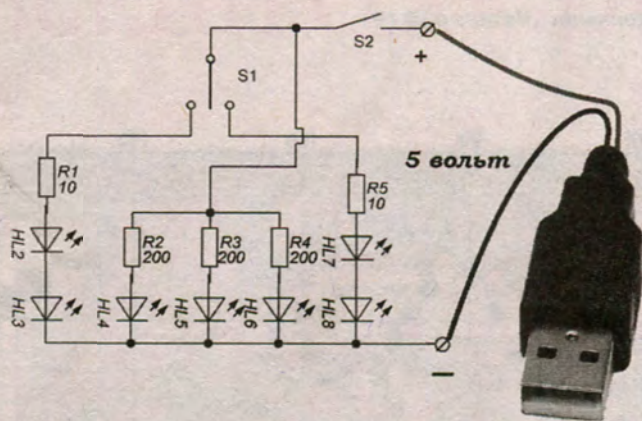 S2
+
S1
5 вольт
R1
10
R5
10
HL2
R2
200
R3
200
R4
200
HL7
HL3
HL4
HL5
HL6
HL8
—